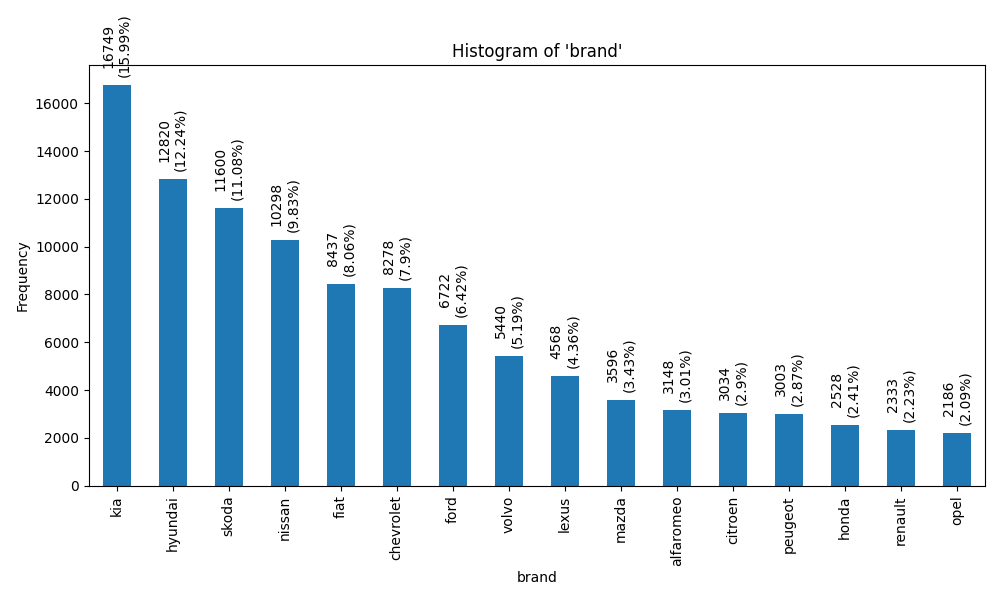 Histogram of 'brand'
Frequency
16000
14000
12000
10000
8000
6000
4000
2000
0
16749
(15.99%)
12820
(12.24%)
11600
(11.08%)
10298
(9.83%)
8437
(8.06%)
8278
(7.9%)
6722
(6.42%)
5440
(5.19%)
4568
(4.36%)
3596
(3.43%)
3148
(3.01%)
3034
(2.9%)
3003
(2.87%)
2528
(2.41%)
2333
(2.23%)
2186
(2.09%)
kia
hyundai
skoda
nissan
fiat
chevrolet
ford
volvo
lexus
mazda
alfaromeo
citroen
peugeot
honda
renault
opel
brand